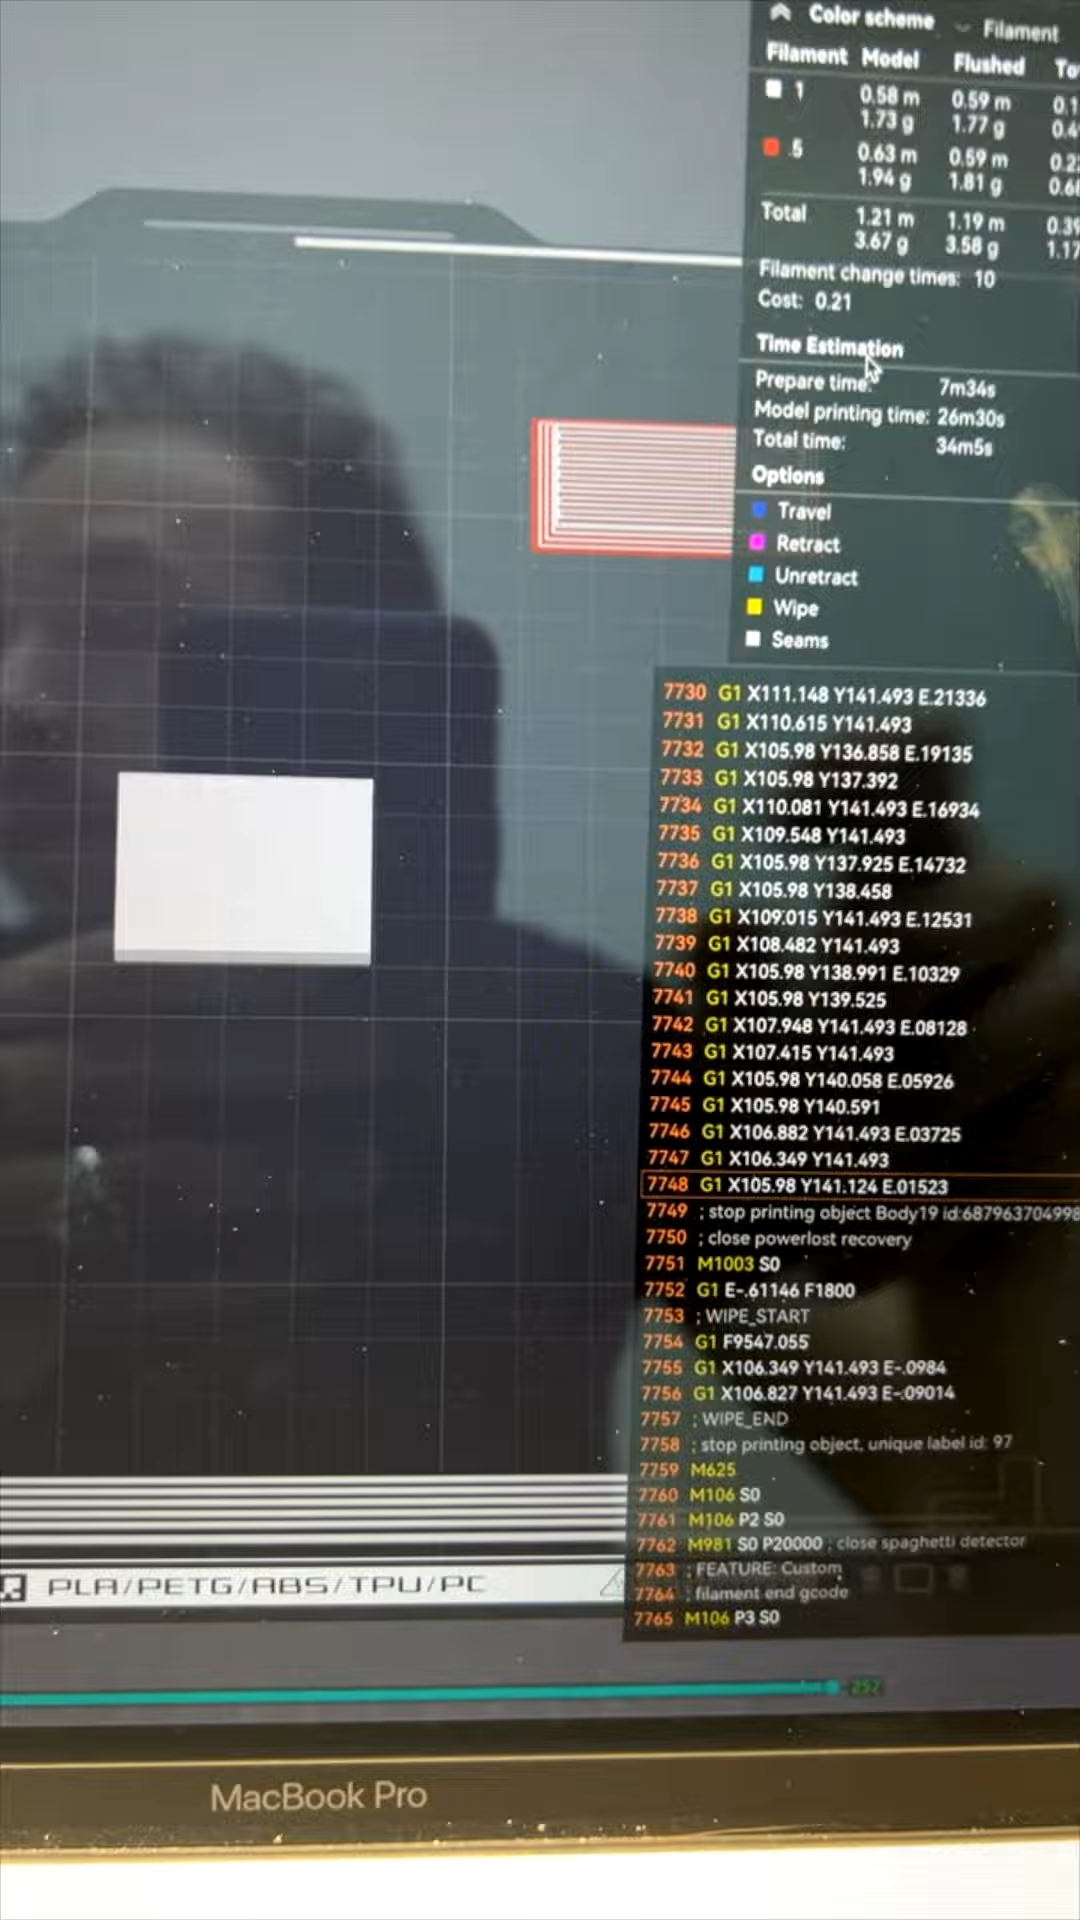 Color scheme Filament
Filament Model Flushed
1 0.58 m 0.59 m
1.73 g 1.77 g
5 0.63 m 0.59 m
1.94 g 1.81 g
Total 1.21 m 1.19 m
3.67 g 3.58 g
Filament change times: 10
Cost: 0.21
Time Estimation
Prepare time: 7m34s
Model printing time: 26m30s
Total time: 34m5s
Options
Travel
Retract
Unretract
Wipe
Seams
7730 G1 X111.148 Y141.493 E.21336
7731 G1 X110.615 Y141.493
7732 G1 X105.98 Y136.858 E.19135
7733 G1 X105.98 Y137.392
7734 G1 X110.081 Y141.493 E.16934
7735 G1 X109.548 Y141.493
7736 G1 X105.98 Y137.925 E.14732
7737 G1 X105.98 Y138.458
7738 G1 X109.015 Y141.493 E.12531
7739 G1 X108.482 Y141.493
7740 G1 X105.98 Y138.991 E.10329
7741 G1 X105.98 Y139.525
7742 G1 X107.948 Y141.493 E.08128
7743 G1 X107.415 Y141.493
7744 G1 X105.98 Y140.058 E.05926
7745 G1 X105.98 Y140.591
7746 G1 X106.882 Y141.493 E.03725
7747 G1 X106.349 Y141.493
7748 G1 X105.98 Y141.124 E.01523
7749 ; stop printing object Body19 id:687963704998
7750 ; close powerlost recovery
7751 M1003 S0
7752 G1 E-.61146 F1800
7753 ; WIPE_START
7754 G1 F9547.055
7755 G1 X106.349 Y141.493 E-.0984
7756 G1 X106.827 Y141.493 E-.09014
7757 ; WIPE_END
7758 ; stop printing object, unique label id: 97
7759 M625
7760 M106 S0
7761 M106 P2 S0
7762 M981 S0 P20000 ; close spaghetti detector
7763 ; FEATURE: Custom
7764 ; filament end gcode
7765 M106 P3 S0
PLA/PETG/ABS/TPU/PC
257
MacBook Pro